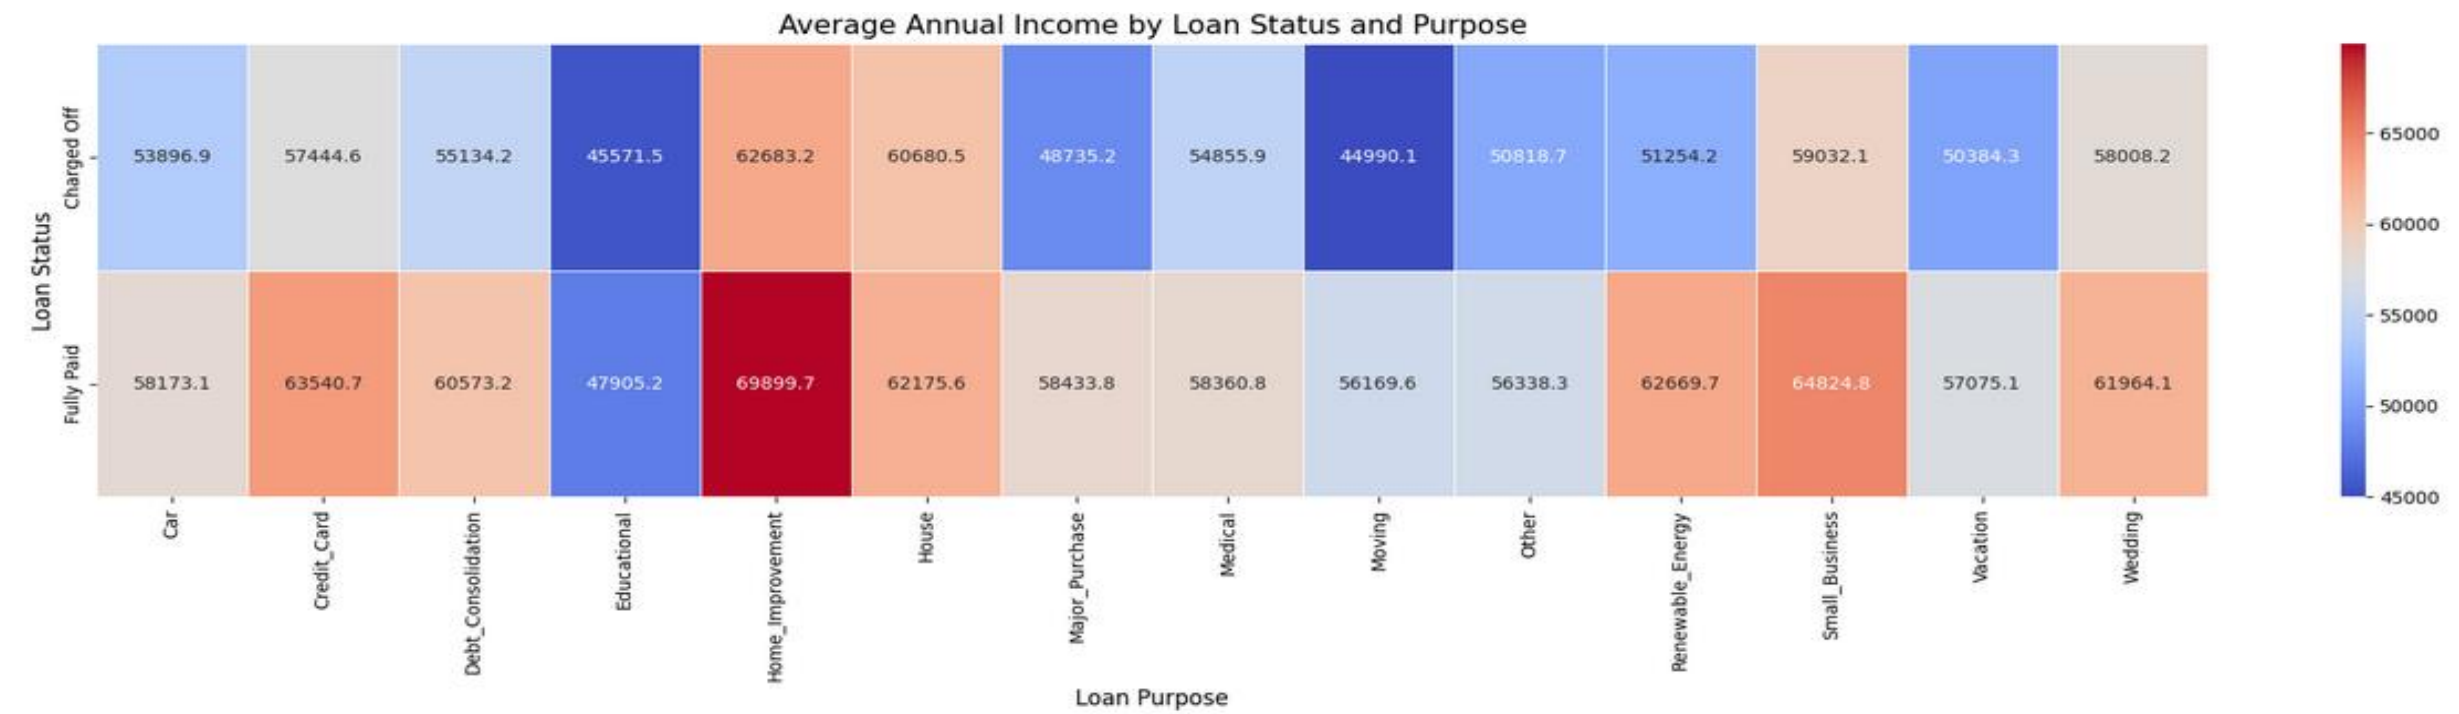 Average Annual Income by Loan Status and Purpose
Loan Status
Charged Off
53896.9 57444.6 55134.2 45571.5 62683.2 60680.5 48735.2 54855.9 44990.1 50818.7 51254.2 59032.1 50384.3 58008.2
Fully Paid
58173.1 63540.7 60573.2 47905.2 69899.7 62175.6 58433.8 58360.8 56169.6 56338.3 62669.7 64824.8 57075.1 61964.1
Car
Credit_Card
Debt_Consolidation
Educational
Home_Improvement
House
Major_Purchase
Medical
Moving
Other
Renewable_Energy
Small_Business
Vacation
Wedding
Loan Purpose
65000
60000
55000
50000
45000